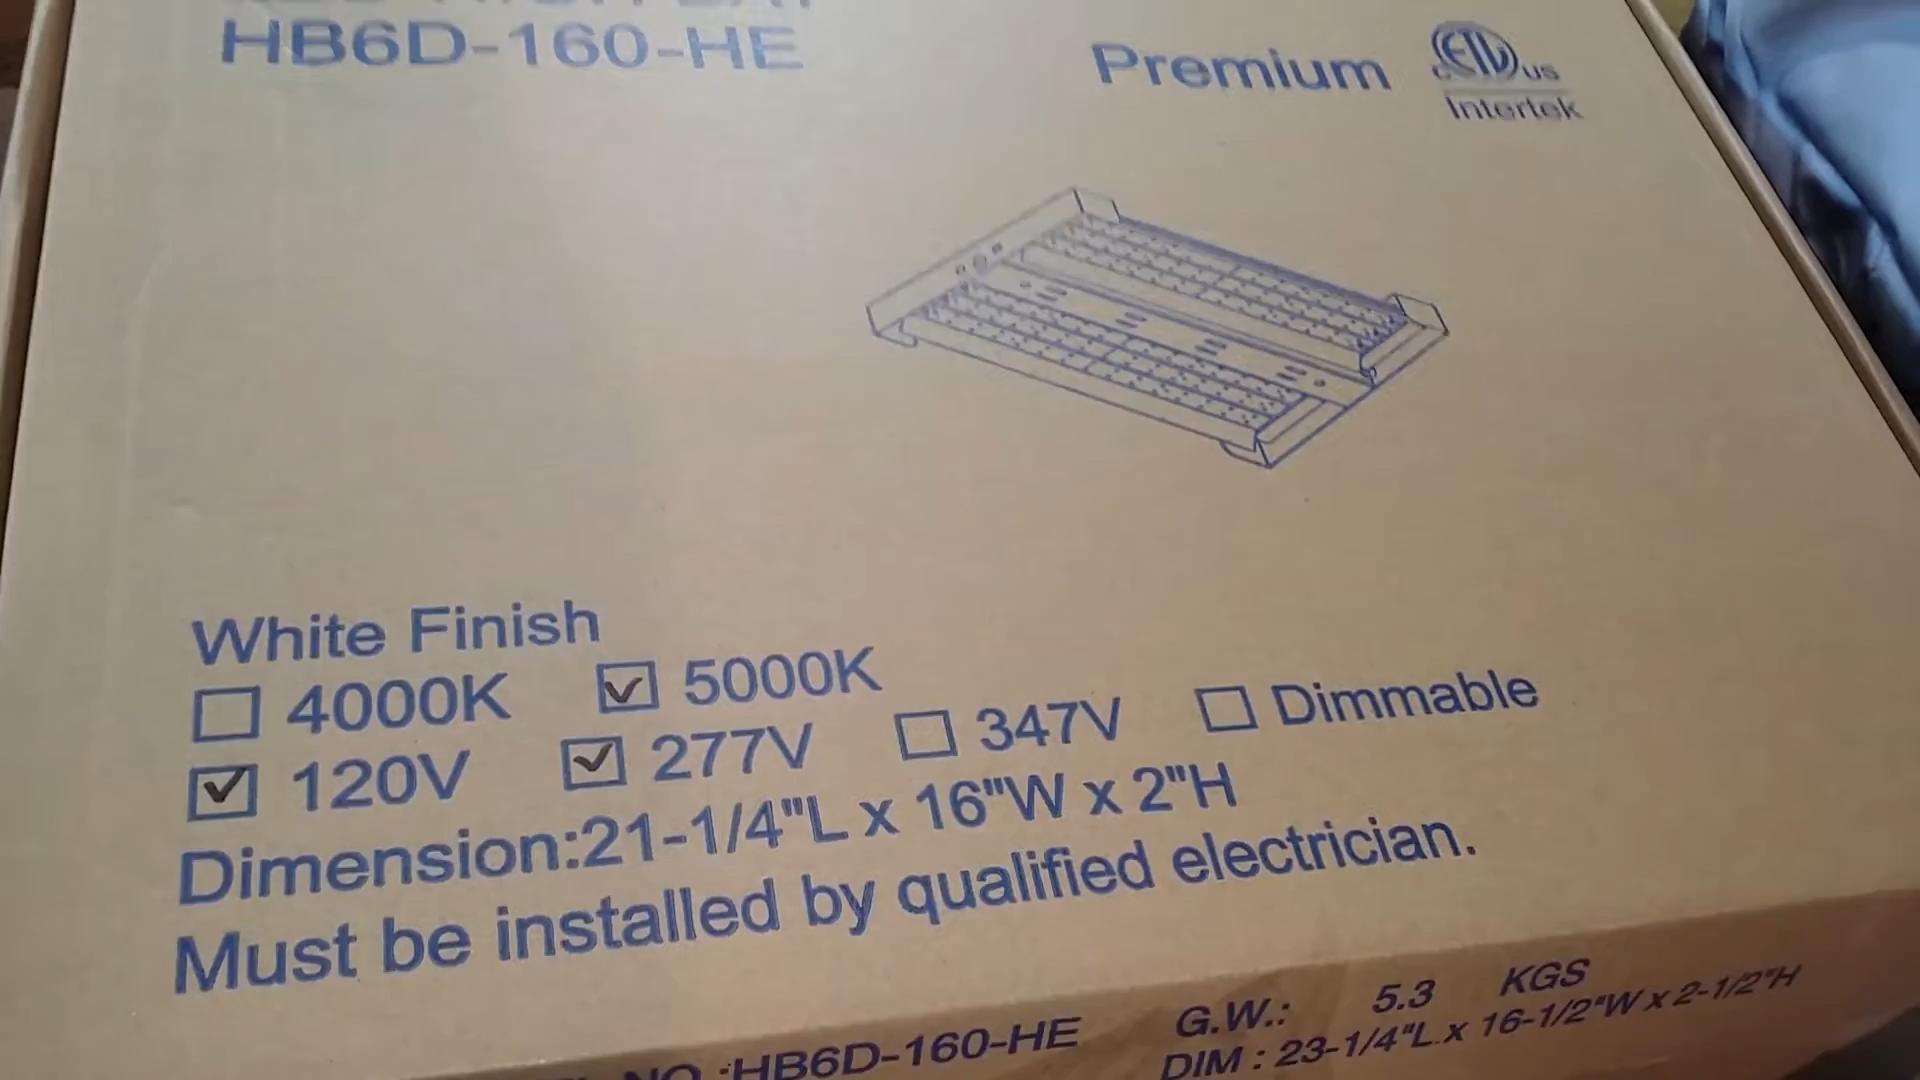 HB6D-160-HE
Premium
c ETL us
Intertek
White Finish
4000K 5000K
120V 277V 347V Dimmable
Dimension:21-1/4"L x 16"W x 2"H
Must be installed by qualified electrician.
NO.:HB6D-160-HE
G.W.: 5.3 KGS
DIM : 23-1/4"L x 16-1/2"W x 2-1/2"H